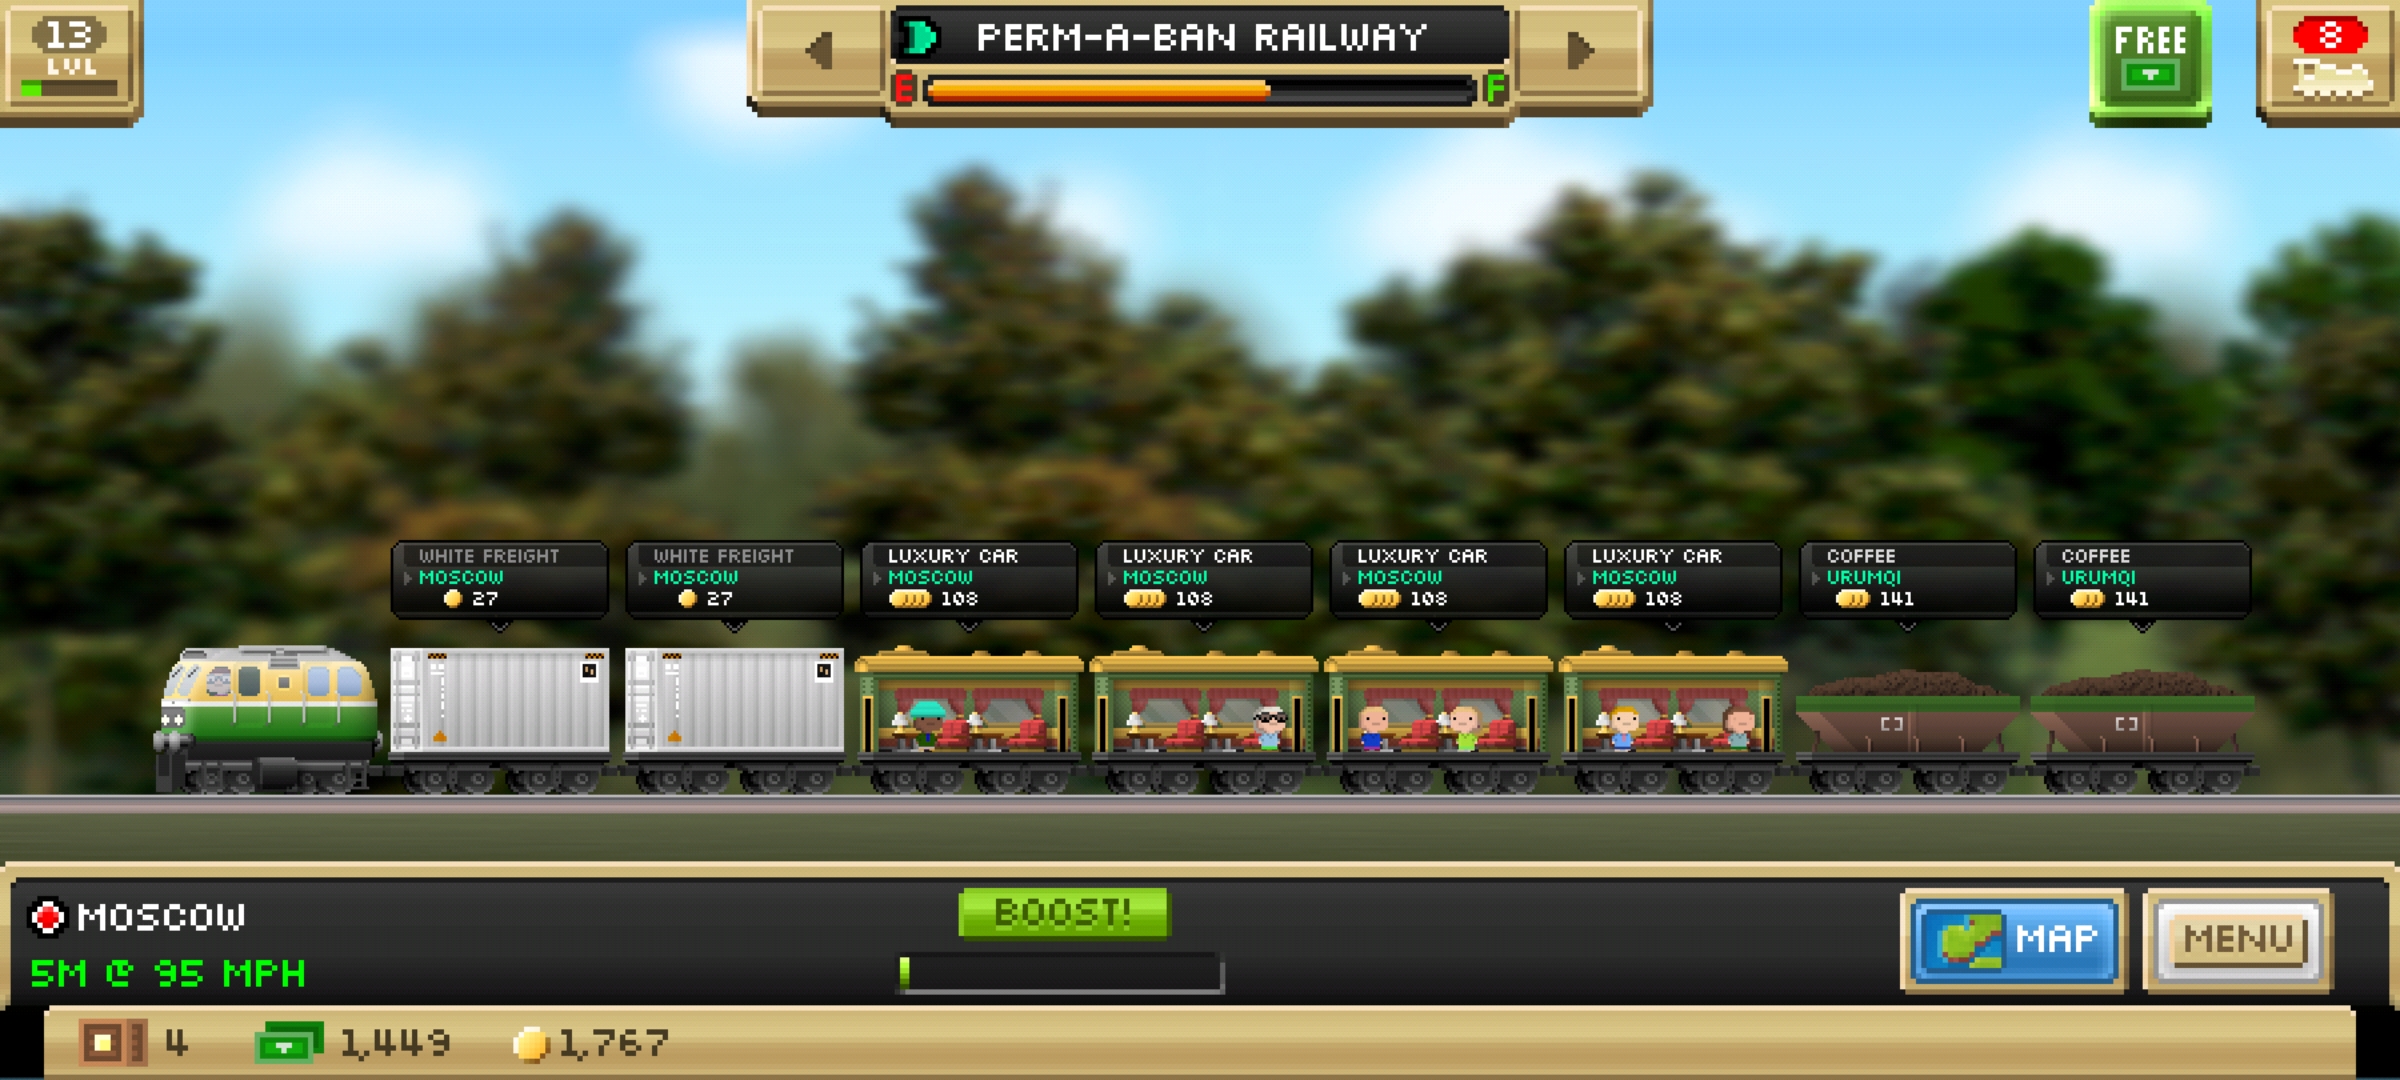 13
LVL
PERM-A-BAN RAILWAY
E F
FREE
8
WHITE FREIGHT
MOSCOW
27
WHITE FREIGHT
MOSCOW
27
LUXURY CAR
MOSCOW
108
LUXURY CAR
MOSCOW
108
LUXURY CAR
MOSCOW
108
LUXURY CAR
MOSCOW
108
COFFEE
URUMQI
141
COFFEE
URUMQI
141
MOSCOW
5M @ 95 MPH
BOOST!
MAP
MENU
4 1,449 1,767